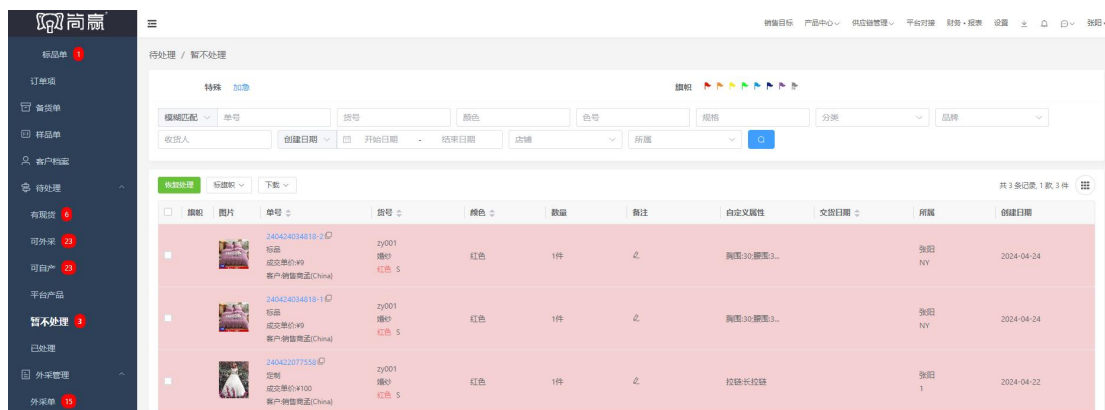 简赢
销售目标 产品中心 供应链管理 平台对接 财务・报表 设置 张阳
标品单 1
订单项
备货单
样品单
客户档案
待处理
有现货 6
可外采 23
可自产 23
平台产品
暂不处理 3
已处理
外采管理
外采单 15
待处理 / 暂不处理
特殊 加急 旗帜
模糊匹配 单号 货号 颜色 色号 规格 分类 品牌
收货人 创建日期 开始日期 - 结束日期 店铺 所属
恢复处理 标旗帜 下载 共 3 条记录, 1 款, 3 件
旗帜 图片 单号 货号 颜色 数量 备注 自定义属性 交货日期 所属 创建日期
240424034818-2
标品
成交单价:¥9
客户:销售商孟(China)
zy001
婚纱
红色 S
红色 1件 胸围:30;腰围:3... 张阳
NY
2024-04-24
240424034818-1
标品
成交单价:¥9
客户:销售商孟(China)
zy001
婚纱
红色 S
红色 1件 胸围:30;腰围:3... 张阳
NY
2024-04-24
240422077558
定制
成交单价:¥100
客户:销售商孟(China)
zy001
婚纱
红色 S
红色 1件 拉链:长拉链 张阳
1
2024-04-22